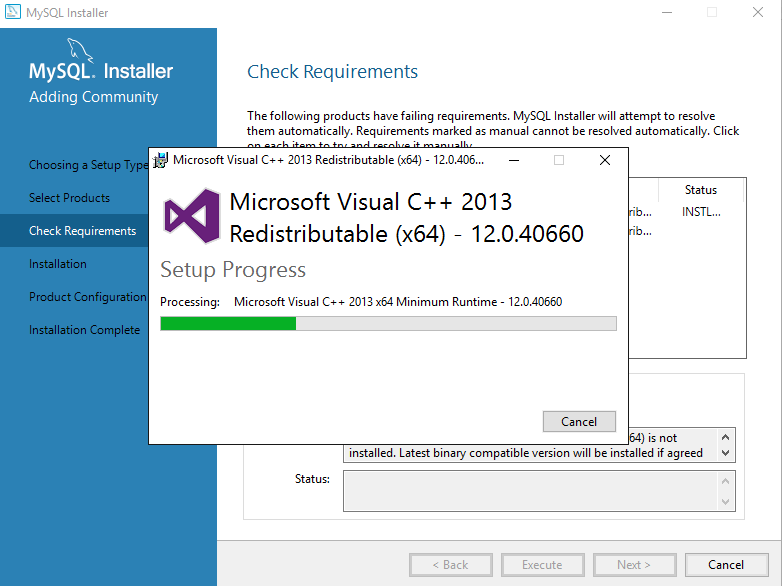 MySQL Installer
MySQL. Installer
Adding Community
Choosing a Setup Type
Select Products
Check Requirements
Installation
Product Configuration
Installation Complete
Check Requirements
The following products have failing requirements. MySQL Installer will attempt to resolve
them automatically. Requirements marked as manual cannot be resolved automatically. Click
on each item to try and resolve it manually.
Status
rib... INSTL...
rib...
Microsoft Visual C++ 2013 Redistributable (x64) - 12.0.406...
Microsoft Visual C++ 2013
Redistributable (x64) - 12.0.40660
Setup Progress
Processing: Microsoft Visual C++ 2013 x64 Minimum Runtime - 12.0.40660
Cancel
64) is not
installed. Latest binary compatible version will be installed if agreed
Status:
< Back
Execute
Next >
Cancel